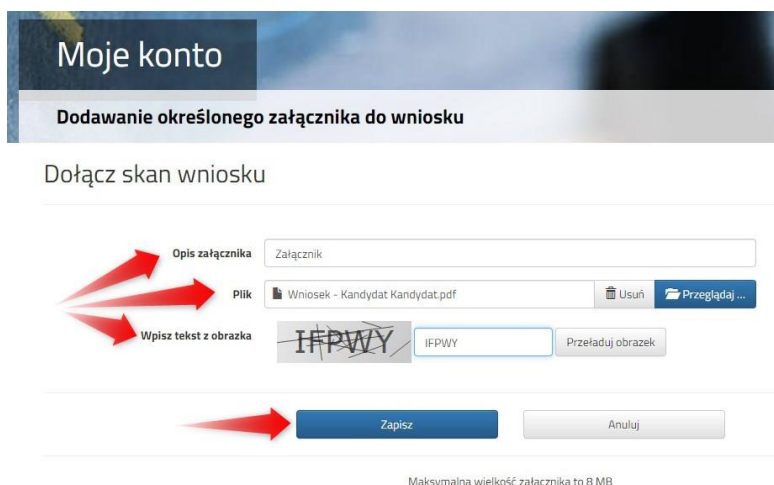 Moje konto
Dodawanie określonego załącznika do wniosku
Dołącz skan wniosku
Opis załącznika Załącznik
Plik Wniosek - Kandydat Kandydat.pdf Usuń Przeglądaj ...
Wpisz tekst z obrazka IFPWY IFPWY Przeładuj obrazek
Zapisz Anuluj
Maksymalna wielkość załącznika to 8 MB